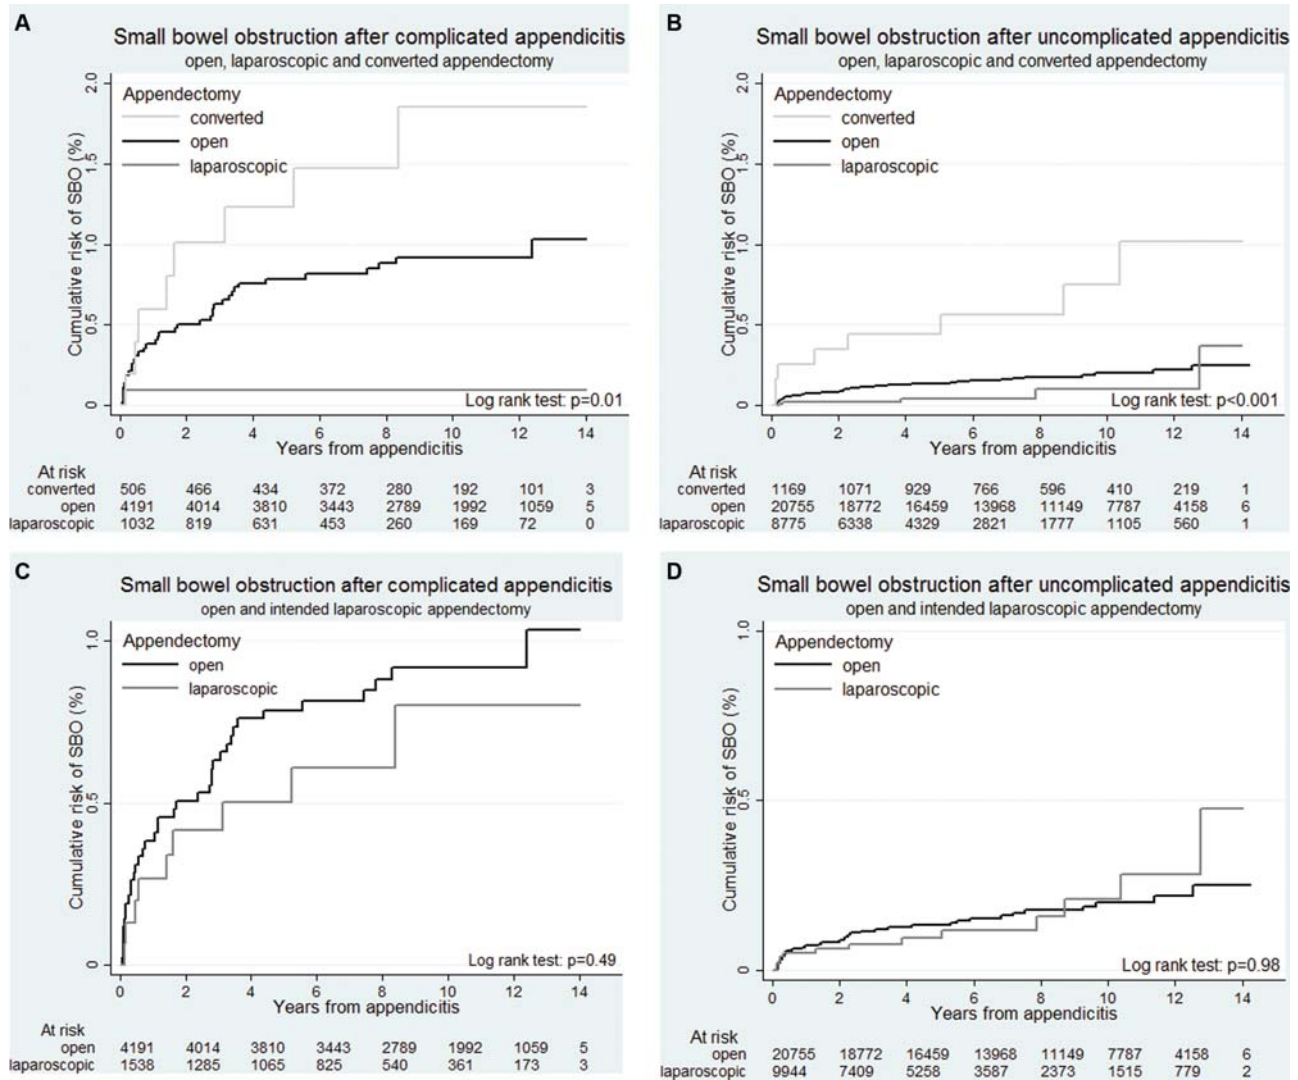 A
Small bowel obstruction after complicated appendicitis
open, laparoscopic and converted appendectomy
Cumulative risk of SBO (%)
2.0
1.5
1.0
0.5
0
Appendectomy
converted
open
laparoscopic
Log rank test: p=0.01
0 2 4 6 8 10 12 14
Years from appendicitis
At risk
converted 506 466 434 372 280 192 101 3
open 4191 4014 3810 3443 2789 1992 1059 5
laparoscopic 1032 819 631 453 260 169 72 0
B
Small bowel obstruction after uncomplicated appendicitis
open, laparoscopic and converted appendectomy
Cumulative risk of SBO (%)
2.0
1.5
1.0
0.5
0
Appendectomy
converted
open
laparoscopic
Log rank test: p<0.001
0 2 4 6 8 10 12 14
Years from appendicitis
At risk
converted 1169 1071 929 766 596 410 219 1
open 20755 18772 16459 13968 11149 7787 4158 6
laparoscopic 8775 6338 4329 2821 1777 1105 560 1
C
Small bowel obstruction after complicated appendicitis
open and intended laparoscopic appendectomy
Cumulative risk of SBO (%)
1.0
0.5
0
Appendectomy
open
laparoscopic
Log rank test: p=0.49
0 2 4 6 8 10 12 14
Years from appendicitis
At risk
open 4191 4014 3810 3443 2789 1992 1059 5
laparoscopic 1538 1285 1065 825 540 361 173 3
D
Small bowel obstruction after uncomplicated appendicitis
open and intended laparoscopic appendectomy
Cumulative risk of SBO (%)
1.0
0.5
0
Appendectomy
open
laparoscopic
Log rank test: p=0.98
0 2 4 6 8 10 12 14
Years from appendicitis
At risk
open 20755 18772 16459 13968 11149 7787 4158 6
laparoscopic 9944 7409 5258 3587 2373 1515 779 2